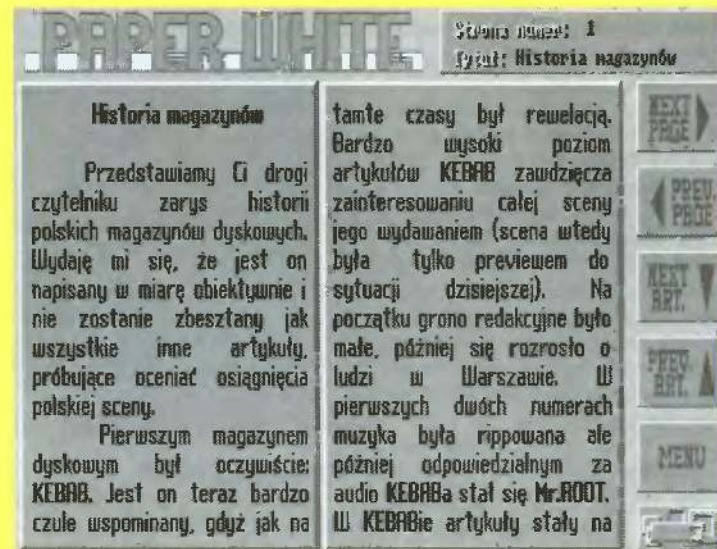 PAPER WHITE
Strona numer: 1
Tytuł: Historia magazynów
Historia magazynów
Przedstawiamy Ci drogi
czytelniku zarys historii
polskich magazynów dyskowych.
Wydaję mi się, że jest on
napisany w miarę obiektywnie i
nie zostanie zbesztany jak
wszystkie inne artykuły,
próbujące oceniać osiągnięcia
polskiej sceny.
Pierwszym magazynem
dyskowym był oczywiście:
KEBAB. Jest on teraz bardzo
czule wspominany, gdyż jak na
tamte czasy był rewelacją.
Bardzo wysoki poziom
artykułów KEBAB zawdzięcza
zainteresowaniu całej sceny
jego wydawaniem (scena wtedy
była tylko previewem do
sytuacji dzisiejszej). Na
początku grono redakcyjne było
małe, później się rozrosło o
ludzi w Warszawie. W
pierwszych dwóch numerach
muzyka była rippowana ale
później odpowiedzialnym za
audio KEBABa stał się Mr.ROOT.
W KEBABie artykuły stały na
NEXT
PAGE
PREV.
PAGE
NEXT
ART.
PREV.
ART.
MENU